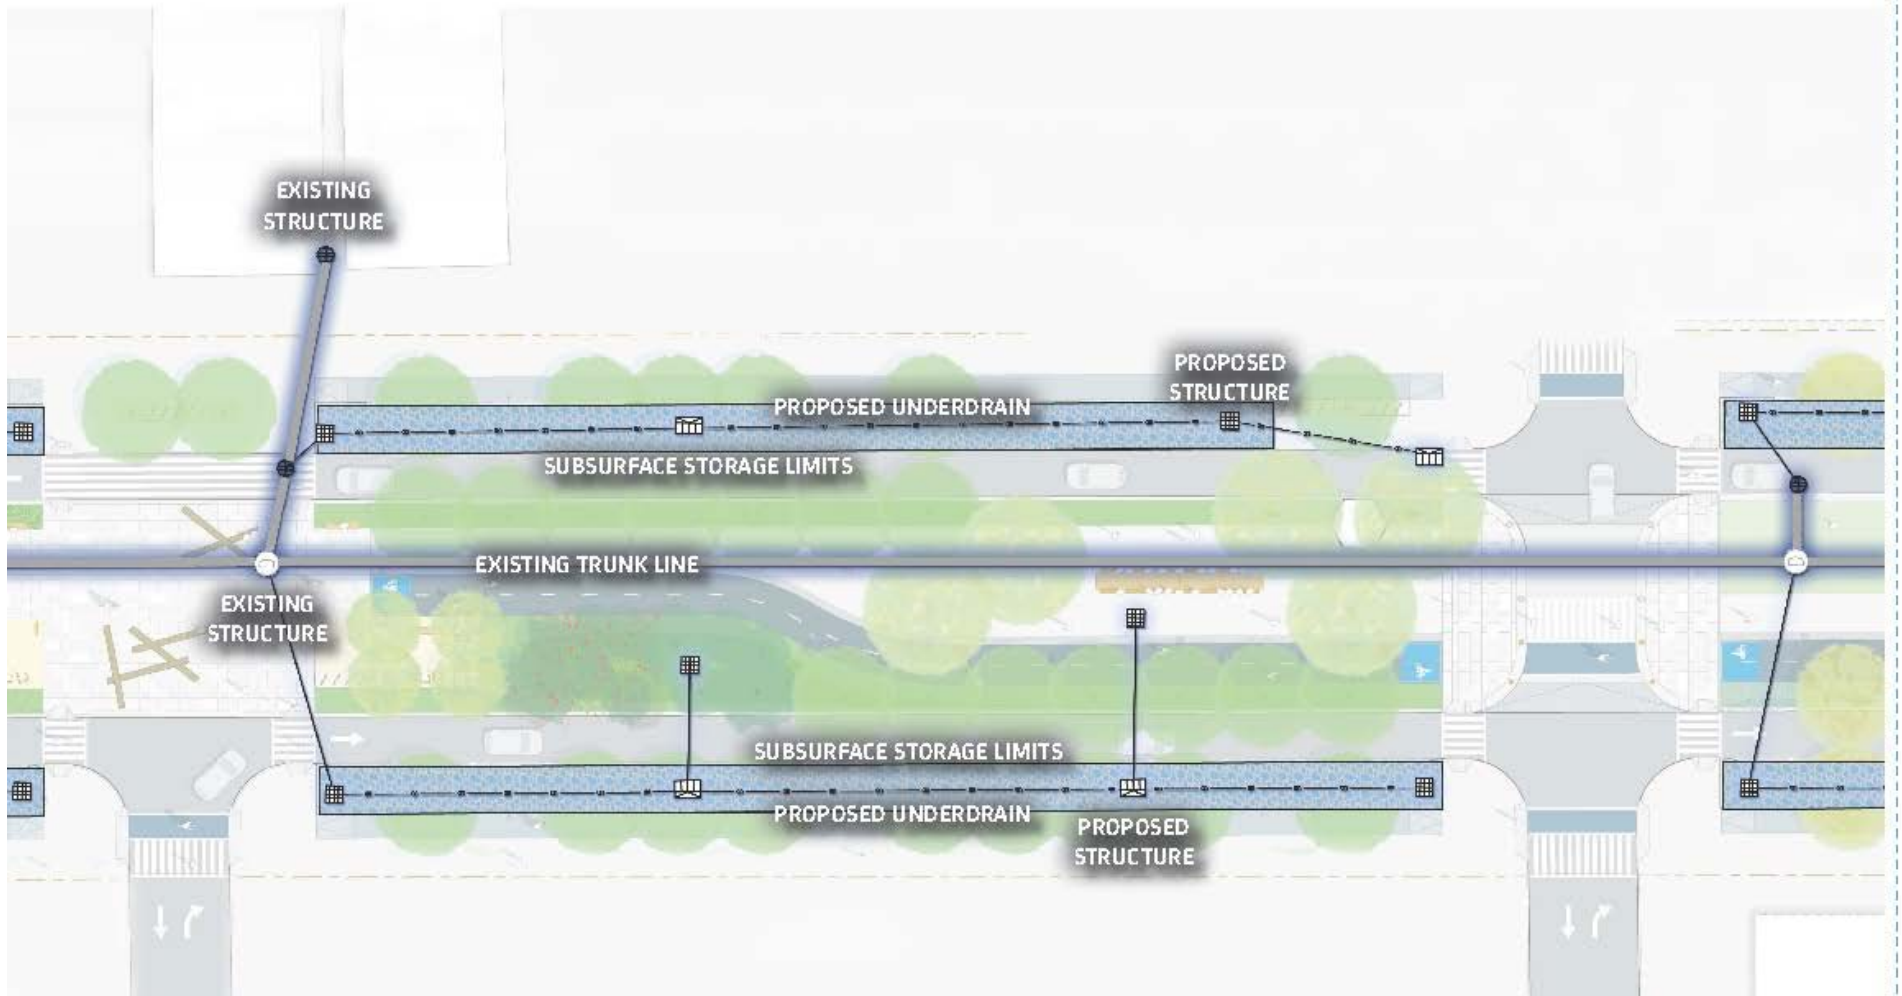 EXISTING
STRUCTURE
PROPOSED
STRUCTURE
PROPOSED UNDERDRAIN
SUBSURFACE STORAGE LIMITS
EXISTING TRUNK LINE
EXISTING
STRUCTURE
SUBSURFACE STORAGE LIMITS
PROPOSED UNDERDRAIN
PROPOSED
STRUCTURE